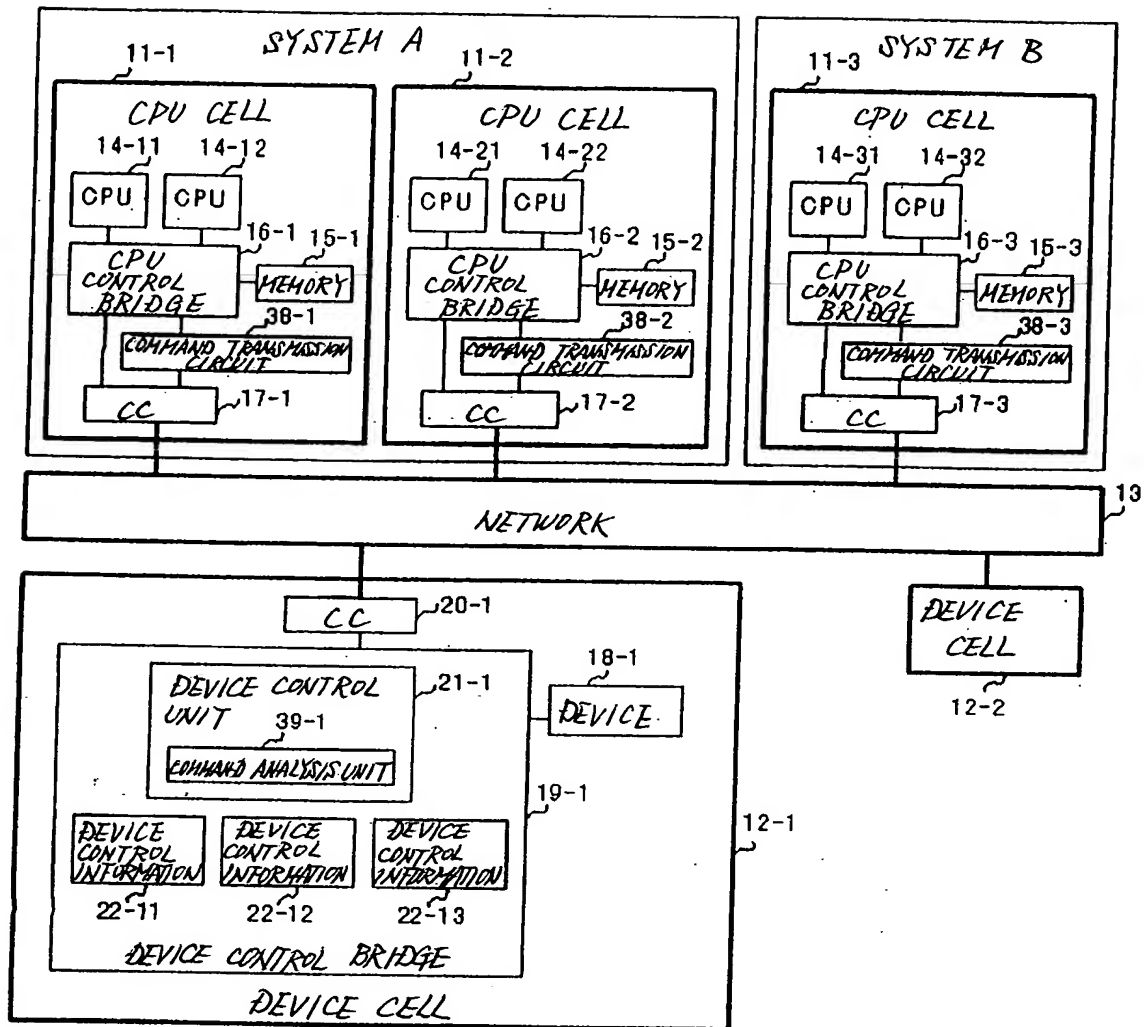 SYSTEM A
SYSTEM B
11-1
11-2
11-3
CPU CELL
CPU CELL
CPU CELL
14-11
14-12
14-21
14-22
14-31
14-32
CPU
CPU
CPU
CPU
CPU
CPU
16-1
15-1
16-2
15-2
16-3
15-3
CPU
CONTROL
BRIDGE
MEMORY
CPU
CONTROL
BRIDGE
MEMORY
CPU
CONTROL
BRIDGE
MEMORY
38-1
38-2
38-3
COMMAND TRANSMISSION
CIRCUIT
COMMAND TRANSMISSION
CIRCUIT
COMMAND TRANSMISSION
CIRCUIT
CC
17-1
CC
17-2
CC
17-3
NETWORK
13
CC
20-1
DEVICE
CELL
12-2
DEVICE CONTROL
UNIT
21-1
39-1
COMMAND ANALYSIS UNIT
18-1
DEVICE
19-1
12-1
DEVICE
CONTROL
INFORMATION
DEVICE
CONTROL
INFORMATION
DEVICE
CONTROL
INFORMATION
22-11
22-12
22-13
DEVICE CONTROL BRIDGE
DEVICE CELL